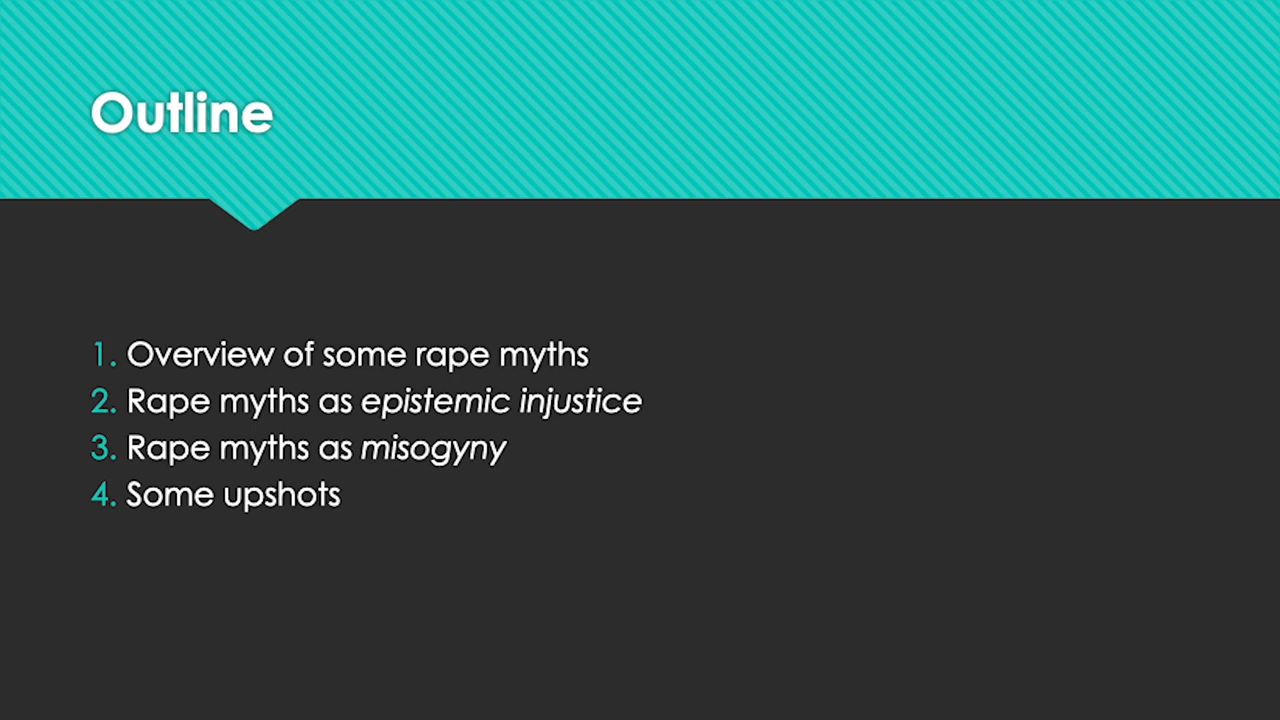 Outline
1. Overview of some rape myths
2. Rape myths as epistemic injustice
3. Rape myths as misogyny
4. Some upshots